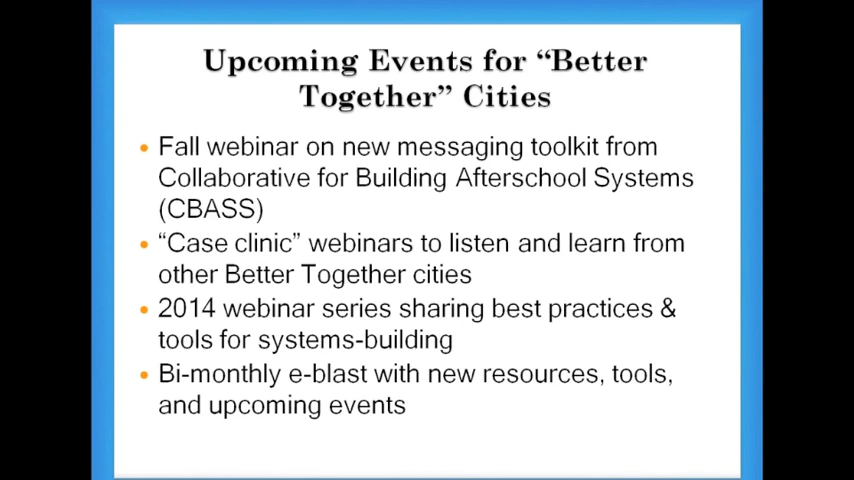 Upcoming Events for “Better
Together” Cities
• Fall webinar on new messaging toolkit from
Collaborative for Building Afterschool Systems
(CBASS)
• “Case clinic” webinars to listen and learn from
other Better Together cities
• 2014 webinar series sharing best practices &
tools for systems-building
• Bi-monthly e-blast with new resources, tools,
and upcoming events